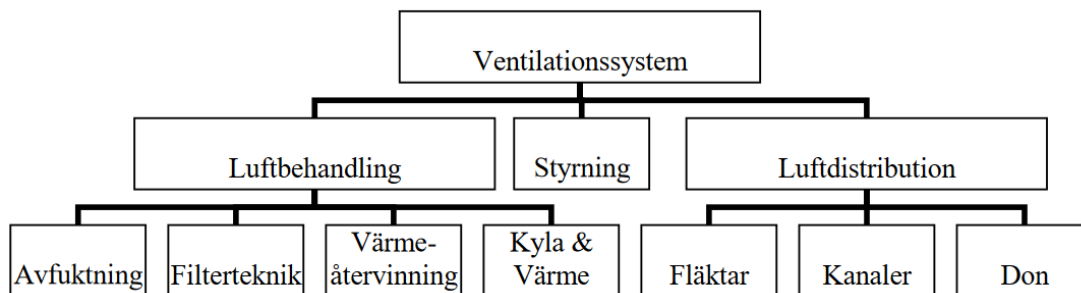 Ventilationssystem
Luftbehandling
Styrning
Luftdistribution
Avfuktning
Filterteknik
Värme-
återvinning
Kyla &
Värme
Fläktar
Kanaler
Don